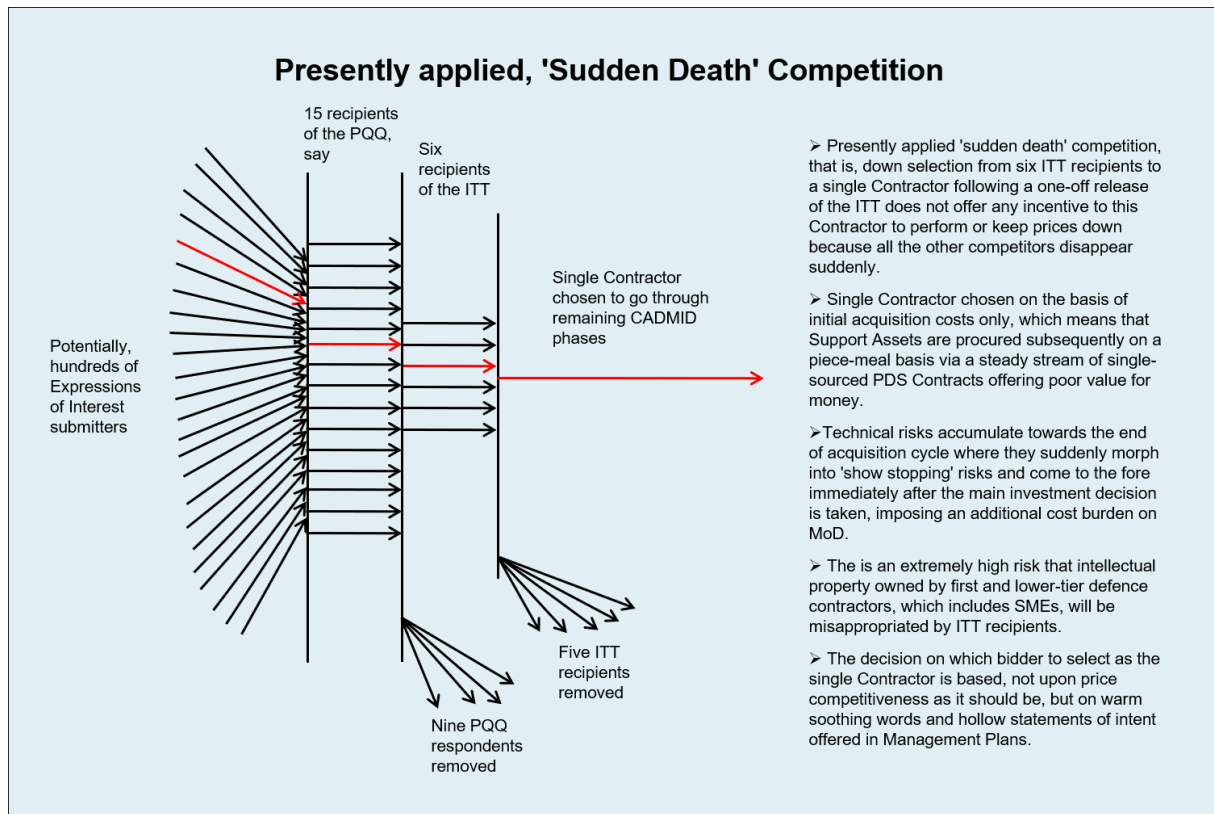 Presently applied, 'Sudden Death' Competition
15 recipients
of the PQQ,
say
Six
recipients
of the ITT
Single Contractor
chosen to go through
remaining CADMID
phases
Potentially,
hundreds of
Expressions
of Interest
submitters
Five ITT
recipients
removed
Nine PQQ
respondents
removed
➢ Presently applied 'sudden death' competition,
that is, down selection from six ITT recipients to
a single Contractor following a one-off release
of the ITT does not offer any incentive to this
Contractor to perform or keep prices down
because all the other competitors disappear
suddenly.
➢ Single Contractor chosen on the basis of
initial acquisition costs only, which means that
Support Assets are procured subsequently on a
piece-meal basis via a steady stream of single-
sourced PDS Contracts offering poor value for
money.
➢Technical risks accumulate towards the end
of acquisition cycle where they suddenly morph
into 'show stopping' risks and come to the fore
immediately after the main investment decision
is taken, imposing an additional cost burden on
MoD.
➢ The is an extremely high risk that intellectual
property owned by first and lower-tier defence
contractors, which includes SMEs, will be
misappropriated by ITT recipients.
➢ The decision on which bidder to select as the
single Contractor is based, not upon price
competitiveness as it should be, but on warm
soothing words and hollow statements of intent
offered in Management Plans.